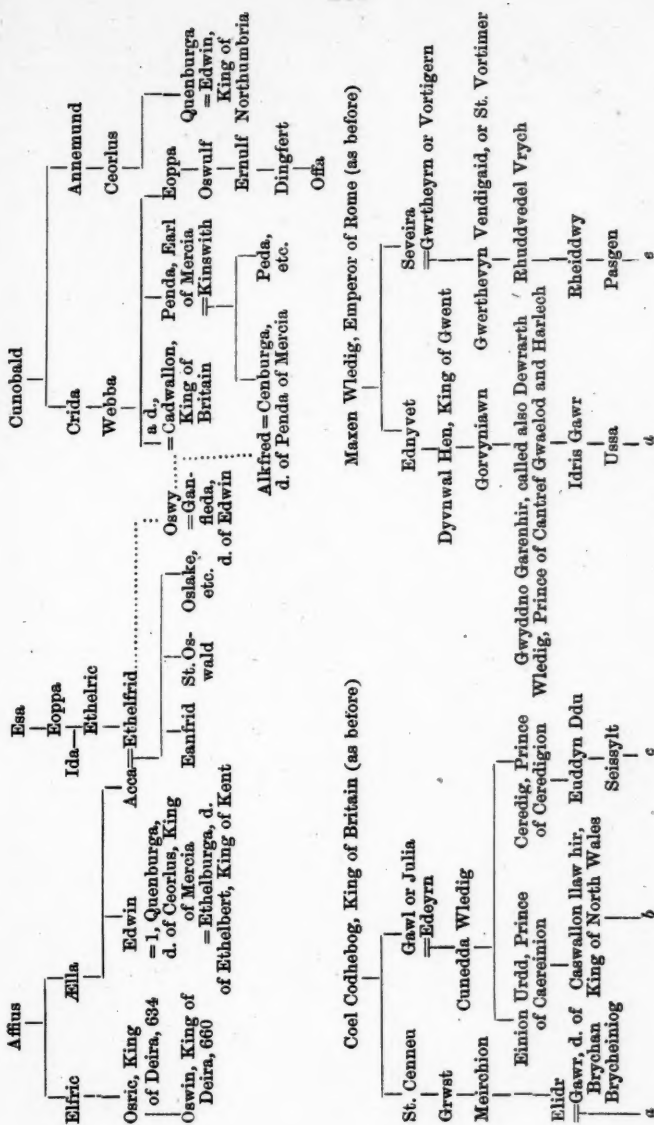 Affius
Elfric
Ælla
Osric, King
of Deira, 634
Oswin, King of
Deira, 660
Edwin
= 1, Quenburga,
d. of Ceorlus, King
of Mercia
= Ethelburga, d.
of Ethelbert, King of Kent
Esa
Eoppa
Ida
Ethelric
Acca=Ethelfrid
Eanfrid
St. Os-
wald
Oslake,
etc.
Oswy
=Gan-
fleda,
d. of Edwin
Cunobald
Crida
Annemund
Webba
Ceorlus
a d.,
=Cadwallon,
King of
Britain
Penda, Earl
of Mercia
=Kinswith
Eoppa
Oswulf
Ernulf
Dingfert
Offa
Quenburga
= Edwin,
King of
Northumbria
Alkfred=Cenburga,
d. of Penda of Mercia
Peda,
etc.
Coel Codhebog, King of Britain (as before)
St. Cenneu
Gawl or Julia
=Edeyrn
Grwst
Meirchion
Elidr
=Gawr, d. of
Brychan
Brycheiniog
a
Cunedda Wledig
Einion Urdd, Prince
of Caereinion
Caswallon llaw hir,
King of North Wales
b
Ceredig, Prince
of Ceredigion
Euddyn Ddu
Seissylt
c
Maxen Wledig, Emperor of Rome (as before)
Ednyvet
Seveira
=Gwrtheyrn or Vortigern
Dyvnwal Hen, King of Gwent
Gorvyniawn
Gwyddno Garenhir, called also Dewrarth
Wledig, Prince of Cantref Gwaelod and Harlech
Idris Gawr
Ussa
d
Gwerthevyn Vendigaid, or St. Vortimer
Rhuddvedel Vrych
Rheiddwy
Pasgen
e